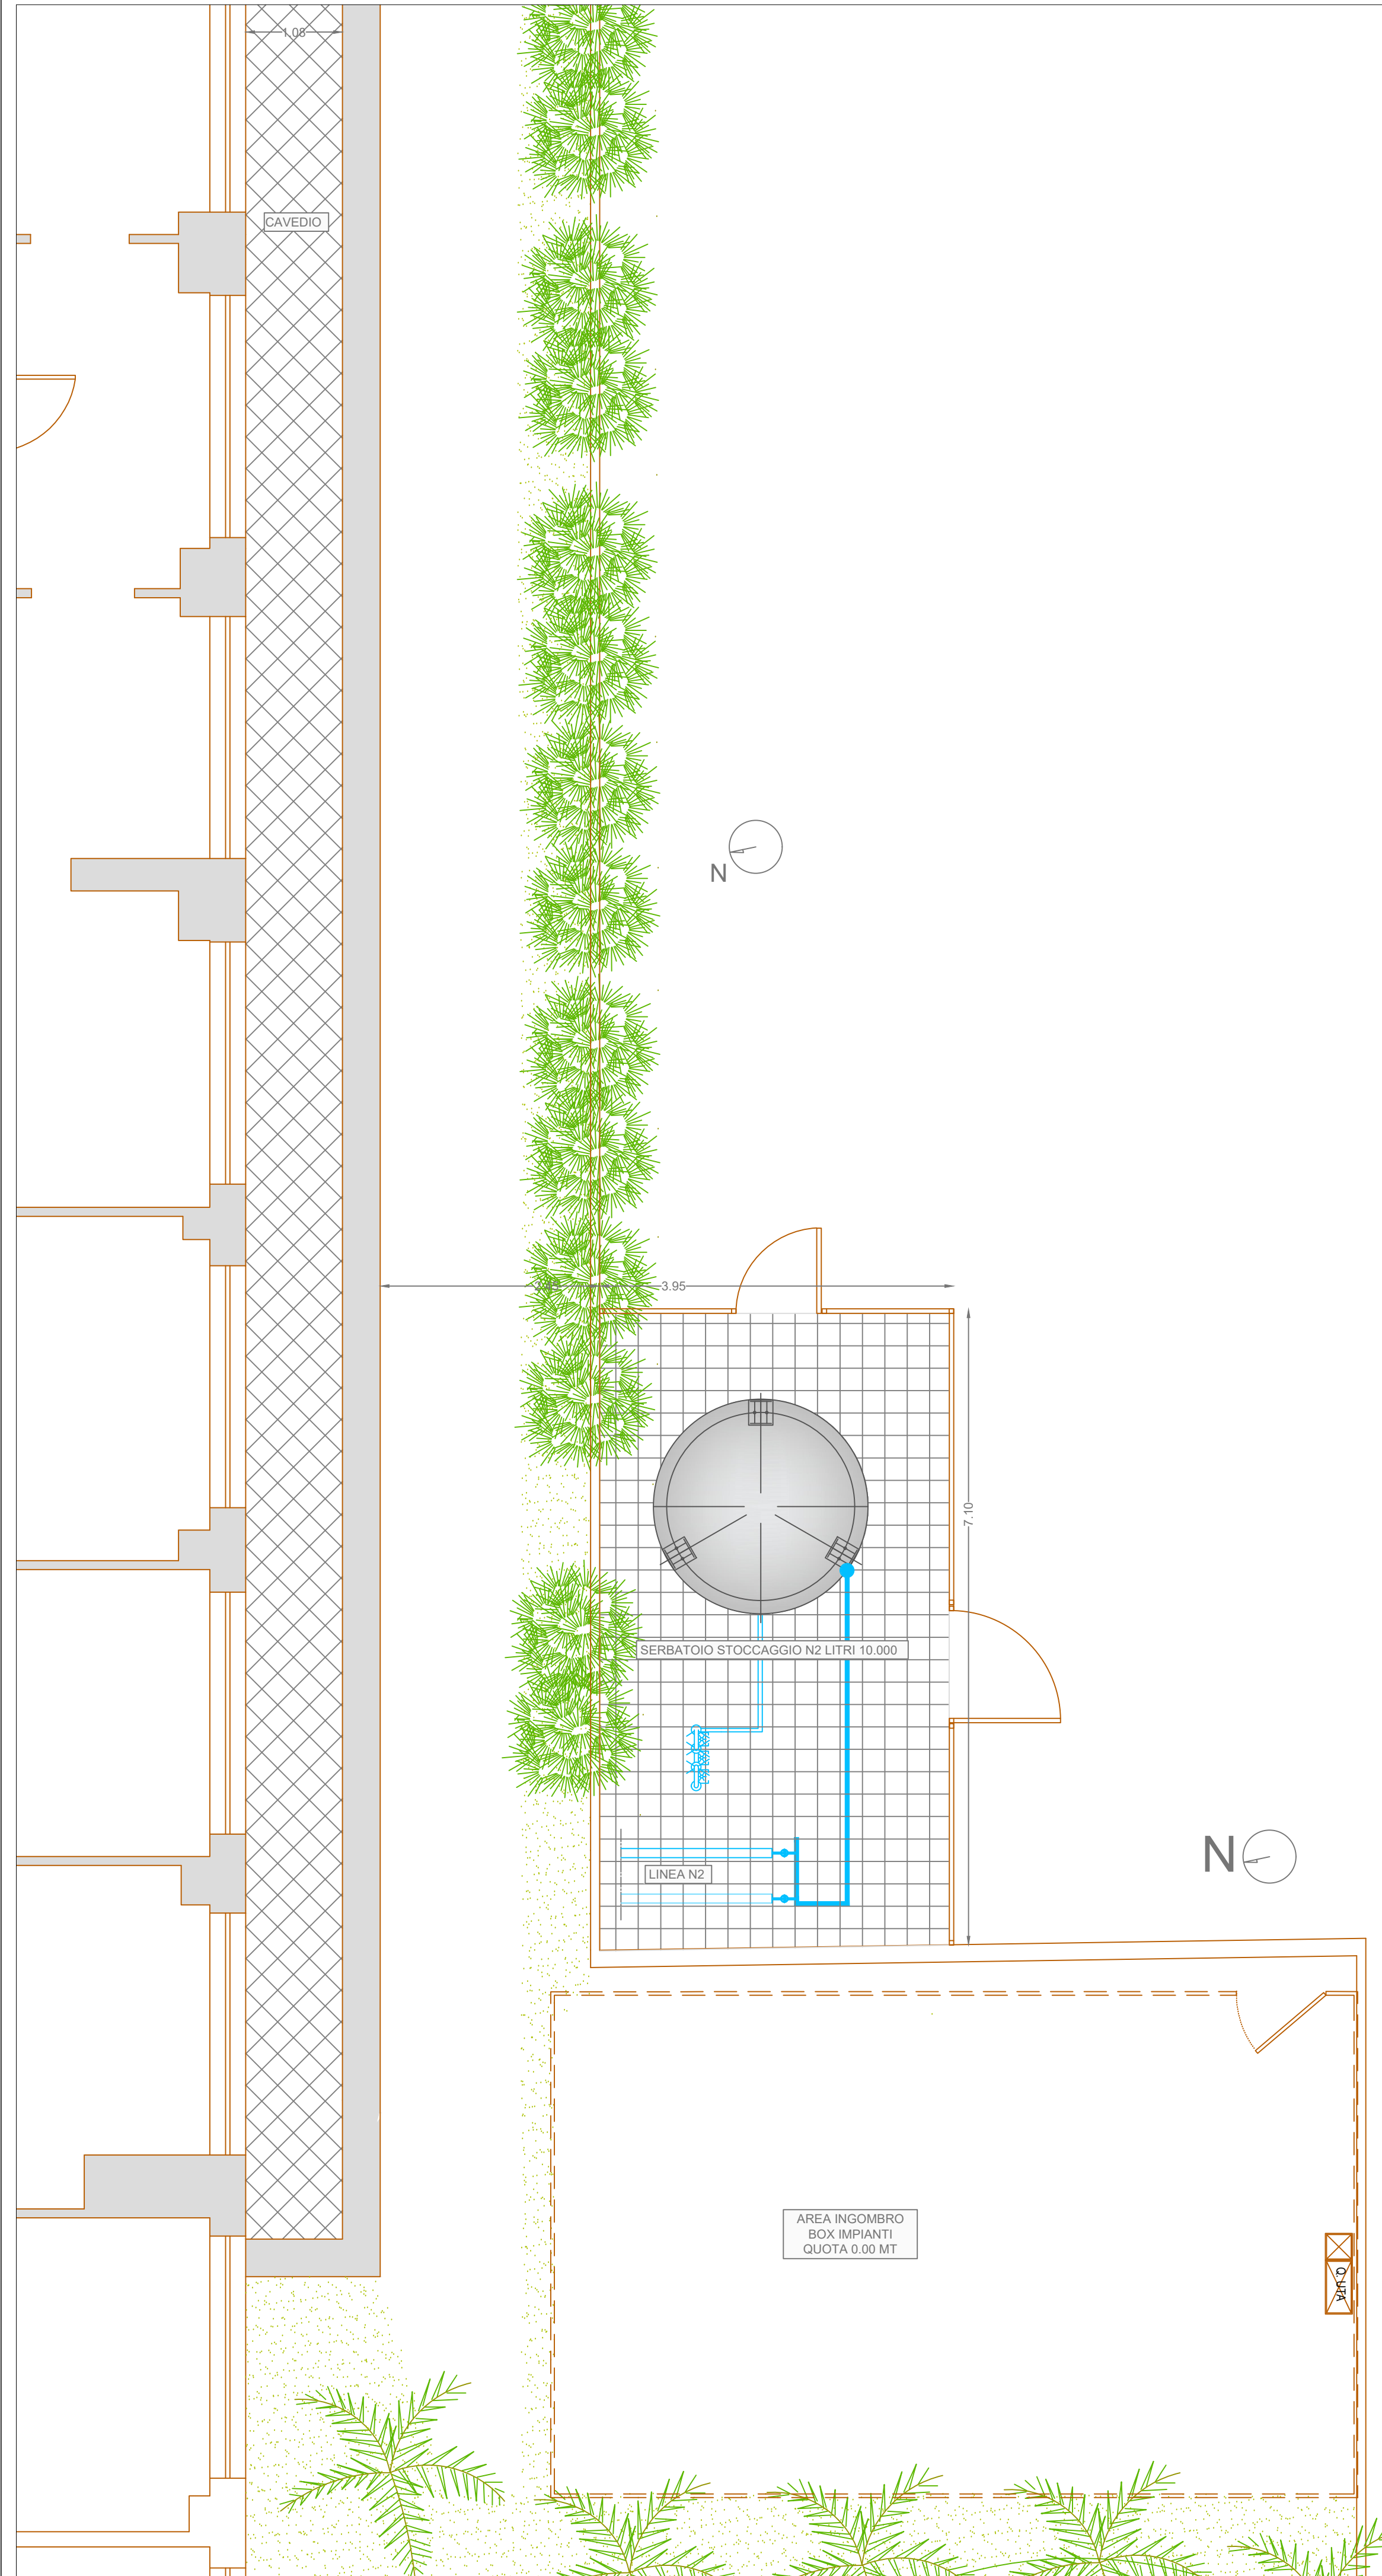 1.08
CAVEDIO
N
3.95
7.10
SERBATOIO STOCCAGGIO N2 LITRI 10.000
LINEA N2
N
AREA INGOMBRO
BOX IMPIANTI
QUOTA 0.00 MT
Q. UTA